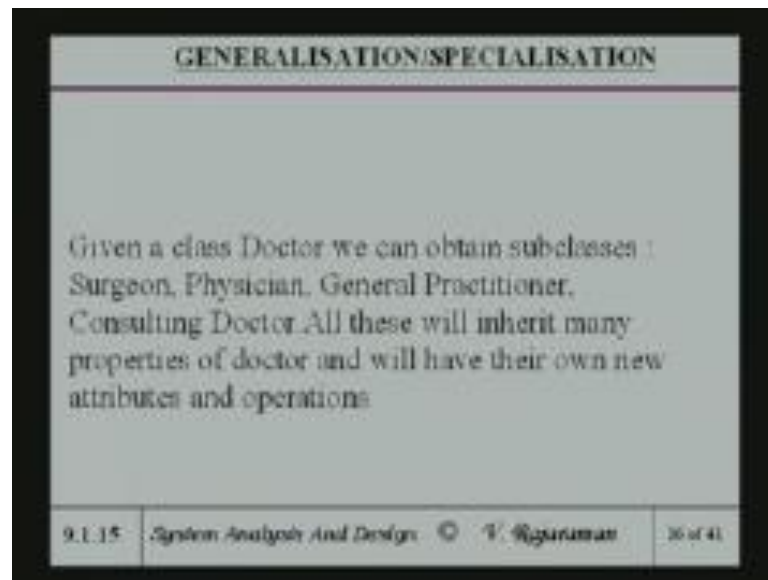 GENERALISATION/SPECIALISATION
Given a class Doctor we can obtain subclasses :
Surgeon, Physician, General Practitioner,
Consulting Doctor.All these will inherit many
properties of doctor and will have their own new
attributes and operations
9.1.15 System Analysis And Design © V. Rajaraman of 41